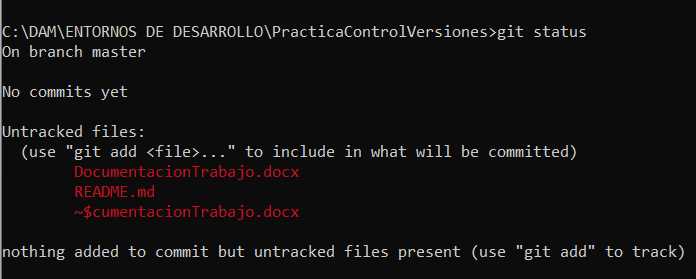 C:\DAM\ENTORNOS DE DESARROLLO\PracticaControlVersiones>git status
On branch master
No commits yet
Untracked files:
(use "git add <file>..." to include in what will be committed)
DocumentacionTrabajo.docx
README.md
~$cumentacionTrabajo.docx
nothing added to commit but untracked files present (use "git add" to track)